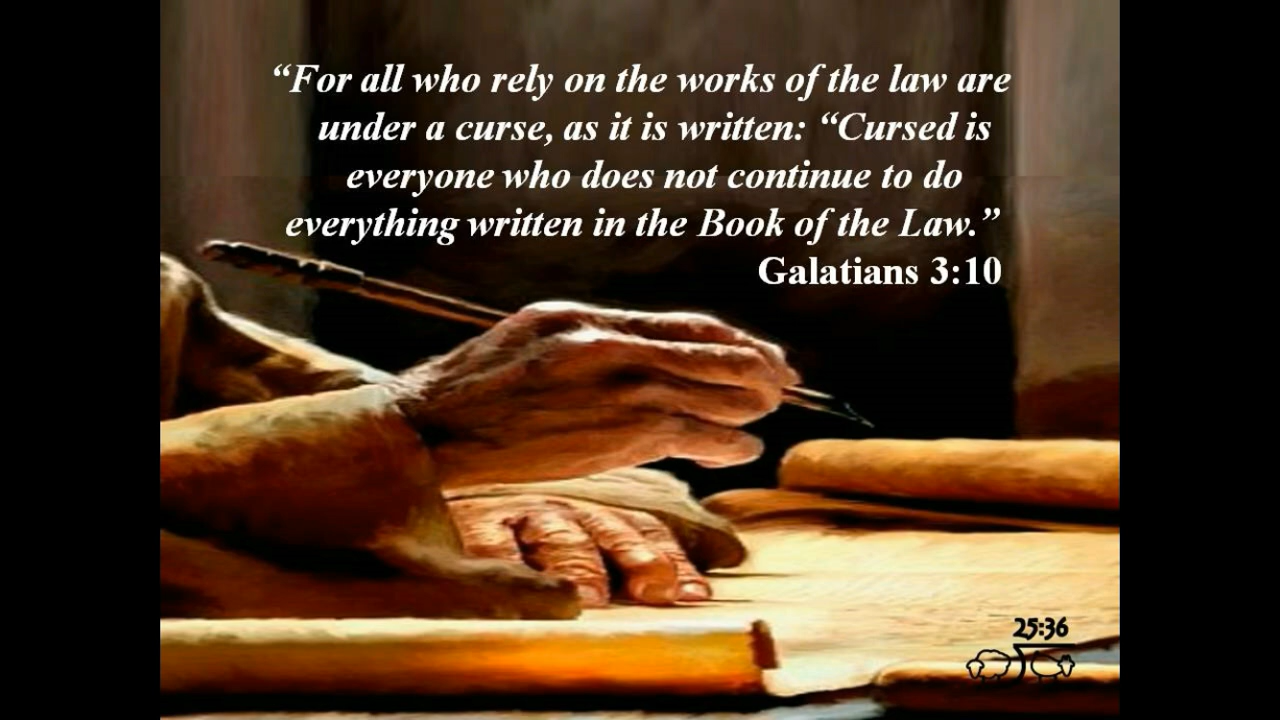 “For all who rely on the works of the law are
under a curse, as it is written: “Cursed is
everyone who does not continue to do
everything written in the Book of the Law.”
Galatians 3:10
25:36